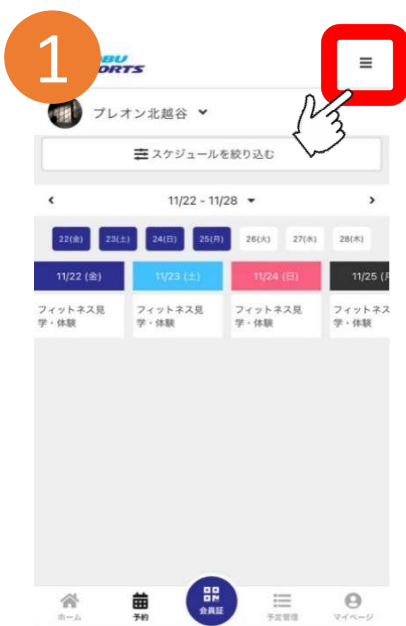 1
BU
ORTS
プレオン北越谷
スケジュールを絞り込む
11/22 - 11/28
22(金) 23(土) 24(日) 25(月) 26(火) 27(水) 28(木)
11/22 (金) 11/23 (土) 11/24 (日) 11/25 (月
フィットネス見学・体験 フィットネス見学・体験 フィットネス見学・体験 フィットネス見学・体験
ホーム 予約 会員証 予定管理 マイページ